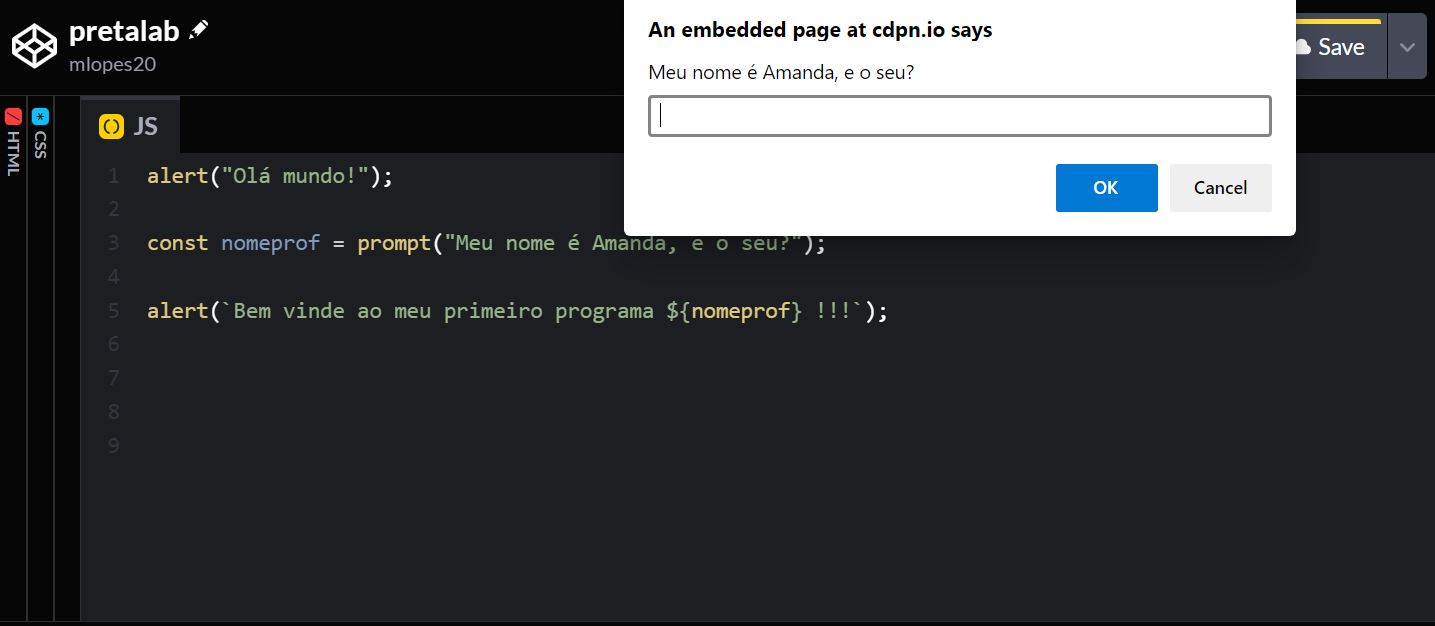 pretalab
mlopes20
An embedded page at cdpn.io says
Meu nome é Amanda, e o seu?
OK
Cancel
Save
HTML
CSS
JS
1 alert("Olá mundo!");
2
3 const nomeprof = prompt("Meu nome é Amanda, e o seu?");
4
5 alert(`Bem vinde ao meu primeiro programa ${nomeprof} !!!`);
6
7
8
9